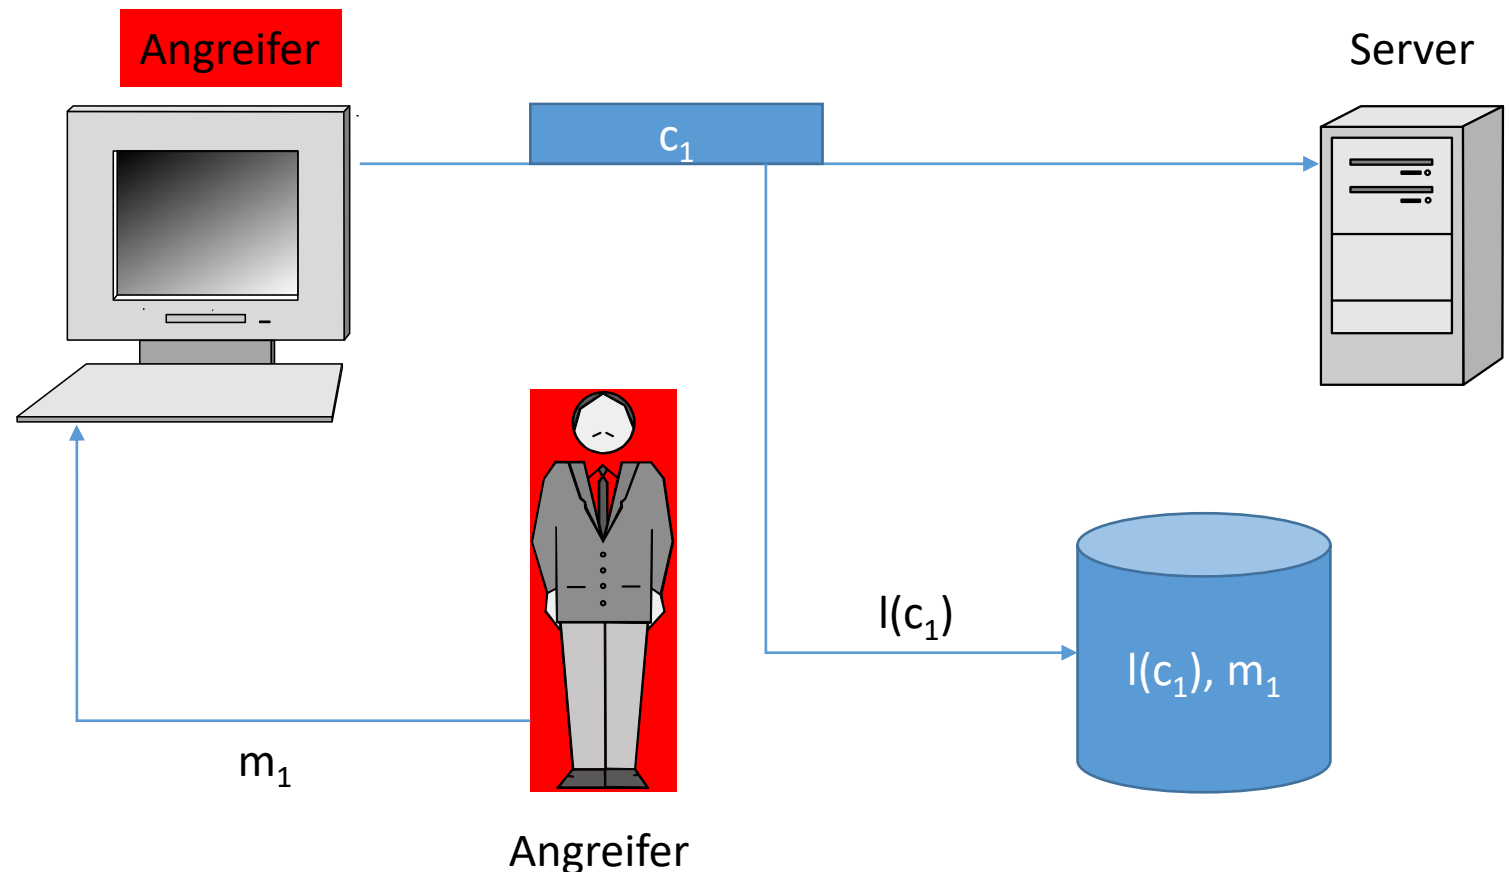 Angreifer
Server
c₁
l(c₁)
l(c₁), m₁
m₁
Angreifer